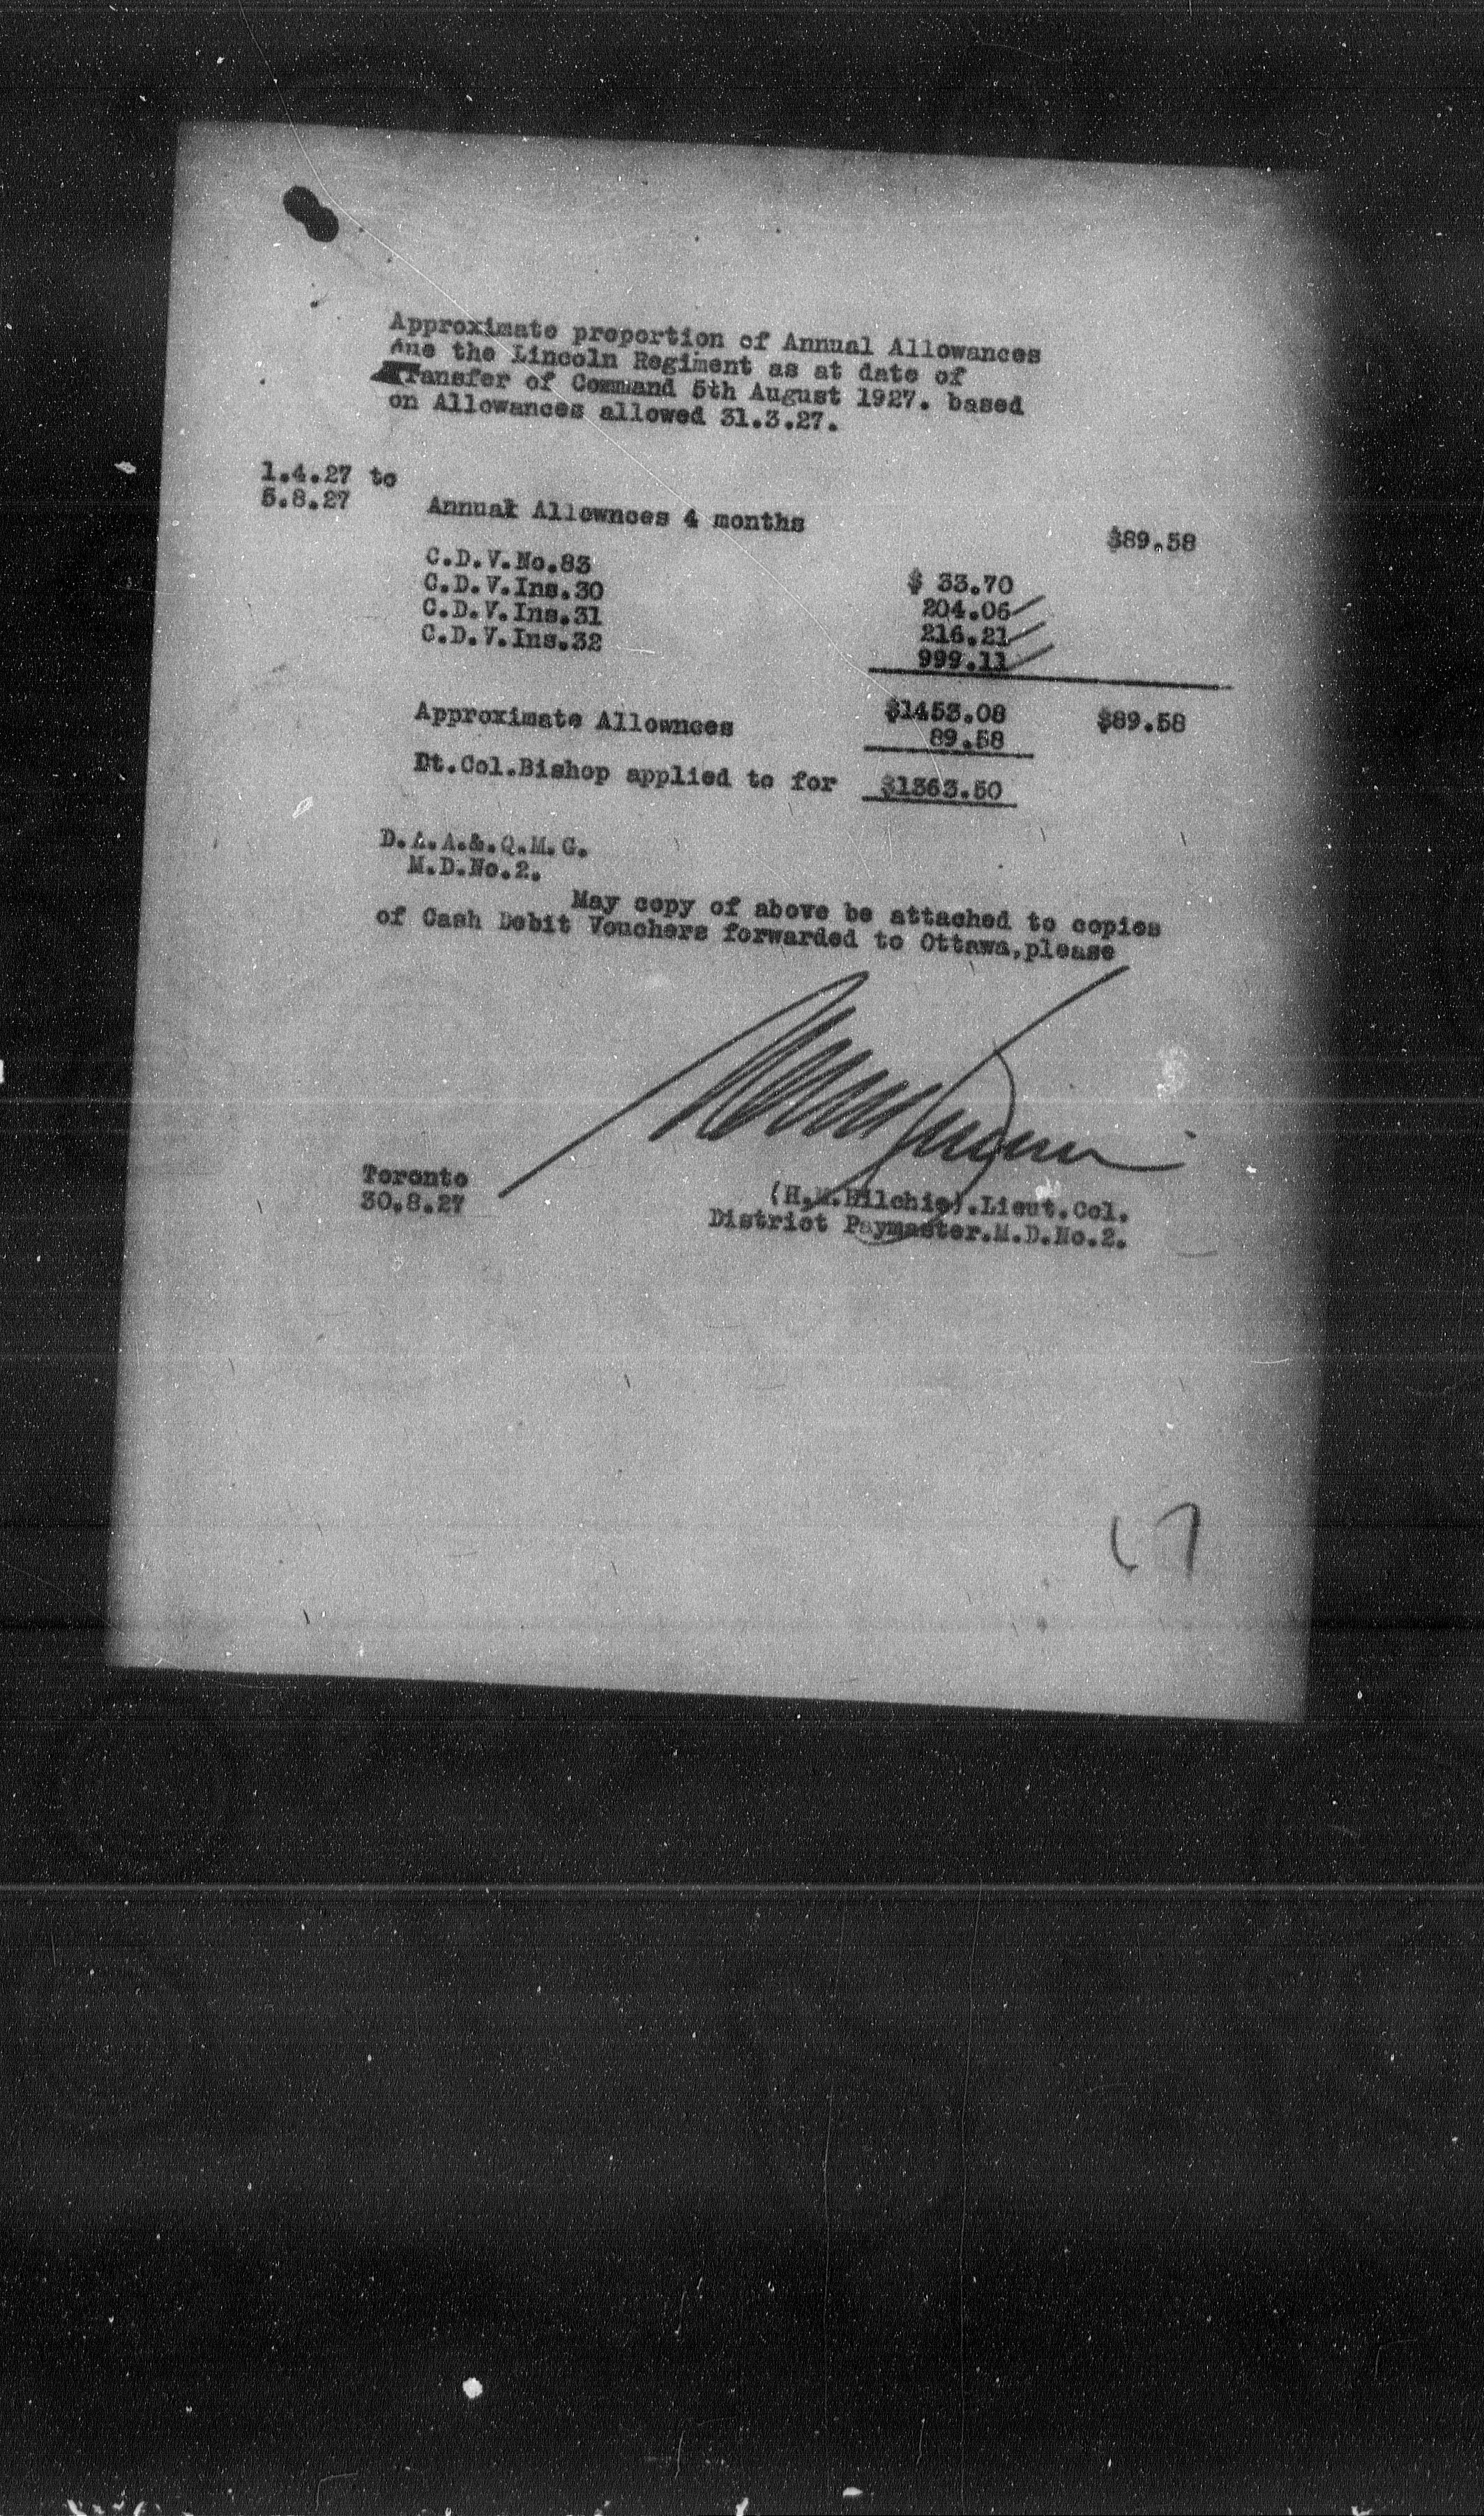 Approximate proportion of Annual Allowances
due the Lincoln Regiment as at date of
Transfer of Command 5th August 1927. based
on Allowances allowed 31.3.27.
1.4.27 to
5.8.27
Annual Allownces 4 months $89.58
C.D.V.No.83 $ 33.70
C.D.V.Ins.30 204.06
C.D.V.Ins.31 216.21
C.D.V.Ins.32 999.11
$1453.08 $89.58
Approximate Allownces 89.58
Lt.Col.Bishop applied to for $1363.50
D.A.A.&.Q.M.G.
M.D.No.2.
May copy of above be attached to copies
of Cash Debit Vouchers forwarded to Ottawa,please
Toronto
30.8.27
Lieut.Col.
District Paymaster.M.D.No.2.